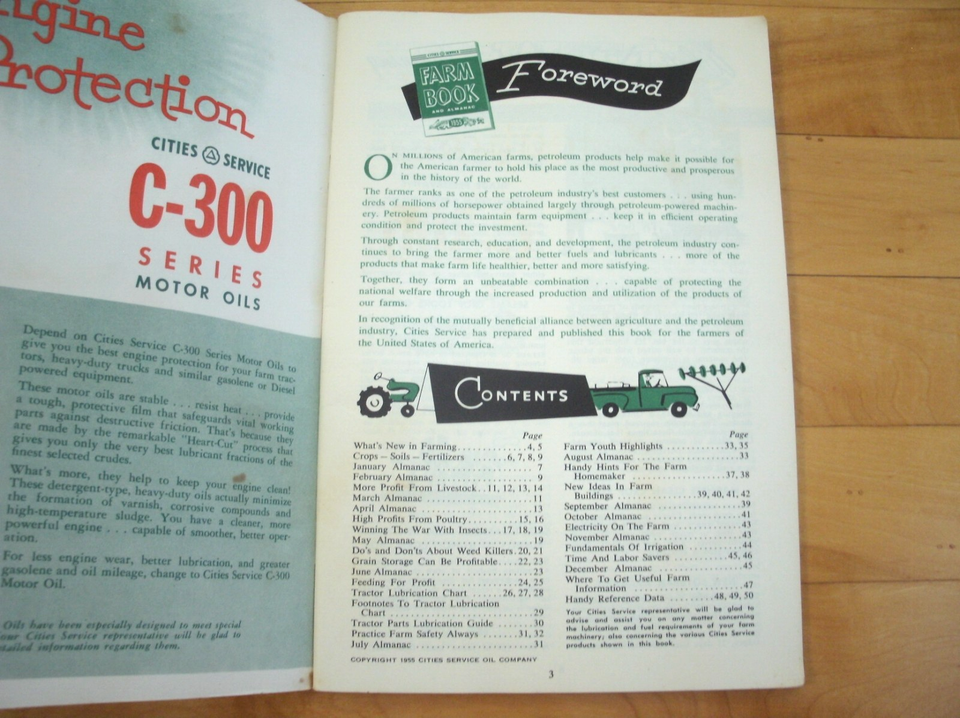 ngine
Protection
CITIES SERVICE
C-300
SERIES
MOTOR OILS
Depend on Cities Service C-300 Series Motor Oils to
give you the best engine protection for your farm trac-
tors, heavy-duty trucks and similar gasoline or Diesel
powered equipment.
These motor oils are stable . . . resist heat . . . provide
a tough, protective film that safeguards vital working
parts against destructive friction. That's because they
are made by the remarkable "Heart-Cut" process that
gives you only the very best lubricant fractions of the
finest selected crudes.
What's more, they help to keep your engine clean!
These detergent-type, heavy-duty oils actually minimize
the formation of varnish, corrosive compounds and
high-temperature sludge. You have a cleaner, more
powerful engine . . . capable of smoother, better oper-
ation.
For less engine wear, better lubrication, and greater
gasoline and oil mileage, change to Cities Service C-300
Motor Oil.
Oils have been especially designed to meet special
our Cities Service representative will be glad to
etailed information regarding them.
CITIES SERVICE
FARM
BOOK
AND ALMANAC
1955
Foreword
ON MILLIONS of American farms, petroleum products help make it possible for
the American farmer to hold his place as the most productive and prosperous
in the history of the world.
The farmer ranks as one of the petroleum industry's best customers . . . using hun-
dreds of millions of horsepower obtained largely through petroleum-powered machin-
ery. Petroleum products maintain farm equipment . . . keep it in efficient operating
condition and protect the investment.
Through constant research, education, and development, the petroleum industry con-
tinues to bring the farmer more and better fuels and lubricants . . . more of the
products that make farm life healthier, better and more satisfying.
Together, they form an unbeatable combination . . . capable of protecting the
national welfare through the increased production and utilization of the products of
our farms.
In recognition of the mutually beneficial alliance between agriculture and the petroleum
industry, Cities Service has prepared and published this book for the farmers of
the United States of America.
CONTENTS
Page
What's New in Farming 4, 5
Crops – Soils – Fertilizers 6, 7, 8, 9
January Almanac 7
February Almanac 9
More Profit From Livestock 11, 12, 13, 14
March Almanac 11
April Almanac 13
High Profits From Poultry 15, 16
Winning The War With Insects 17, 18, 19
May Almanac 19
Do's and Don'ts About Weed Killers 20, 21
Grain Storage Can Be Profitable 22, 23
June Almanac 23
Feeding For Profit 24, 25
Tractor Lubrication Chart 26, 27, 28
Footnotes To Tractor Lubrication
Chart 29
Tractor Parts Lubrication Guide 30
Practice Farm Safety Always 31, 32
July Almanac 31
Page
Farm Youth Highlights 33, 35
August Almanac 33
Handy Hints For The Farm
Homemaker 37, 38
New Ideas In Farm
Buildings 39, 40, 41, 42
September Almanac 39
October Almanac 41
Electricity On The Farm 43
November Almanac 43
Fundamentals Of Irrigation 44
Time And Labor Savers 45, 46
December Almanac 45
Where To Get Useful Farm
Information 47
Handy Reference Data 48, 49, 50
Your Cities Service representative will be glad to
advise and assist you on any matter concerning
the lubrication and fuel requirements of your farm
machinery; also concerning the various Cities Service
products shown in this book.
COPYRIGHT 1955 CITIES SERVICE OIL COMPANY
3